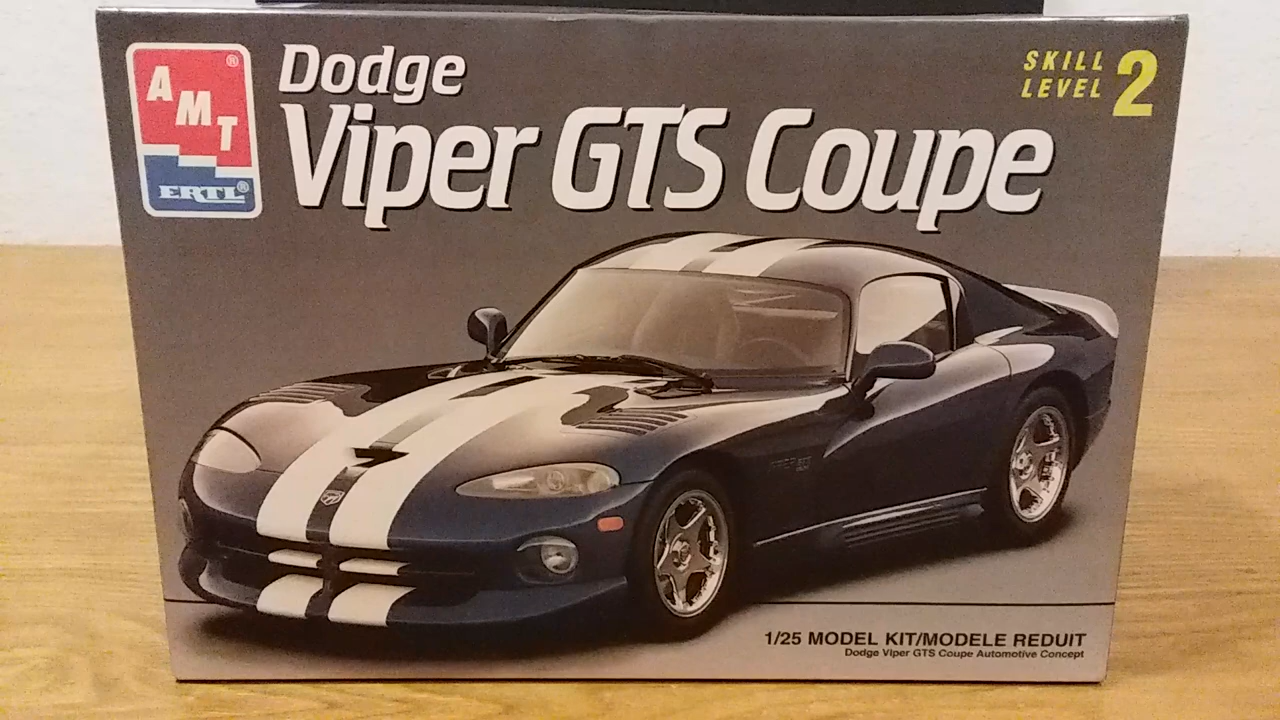 AMT®
ERTL®
Dodge
Viper GTS Coupe
SKILL
LEVEL 2
1/25 MODEL KIT/MODELE REDUIT
Dodge Viper GTS Coupe Automotive Concept